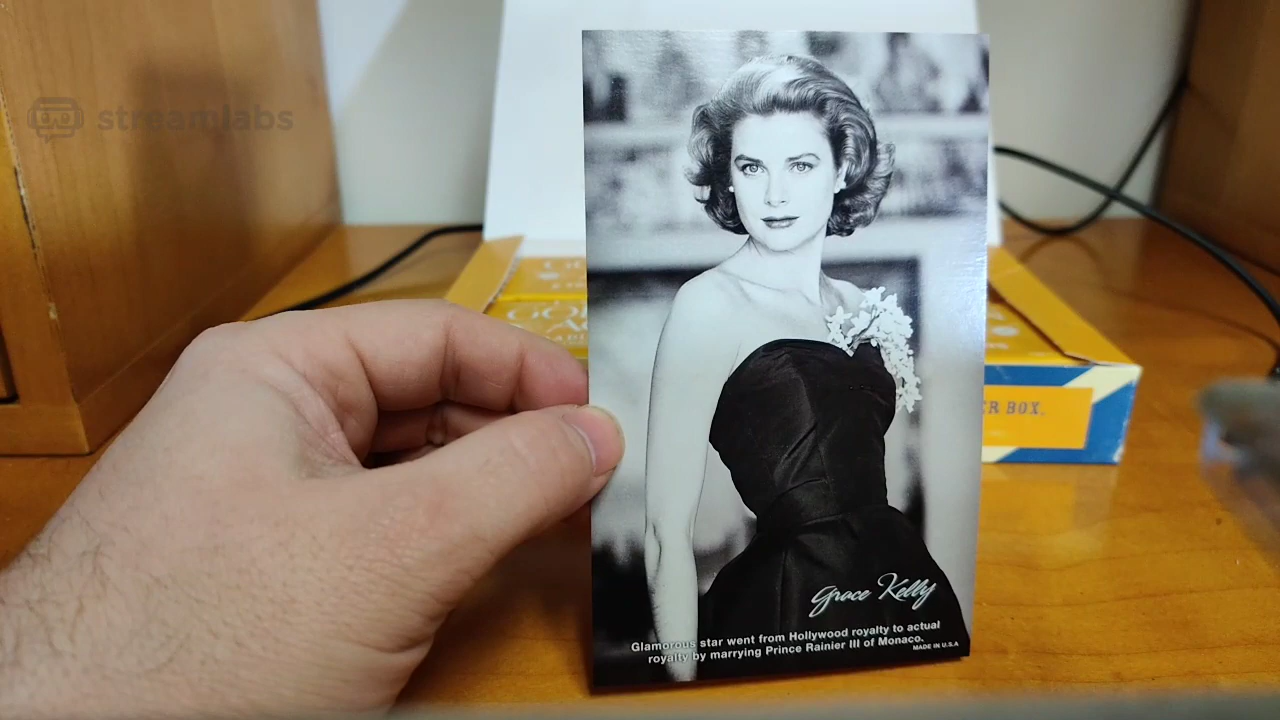 streamlabs
ER BOX.
Grace Kelly
Glamorous star went from Hollywood royalty to actual
royalty by marrying Prince Rainier III of Monaco.
MADE IN U.S.A